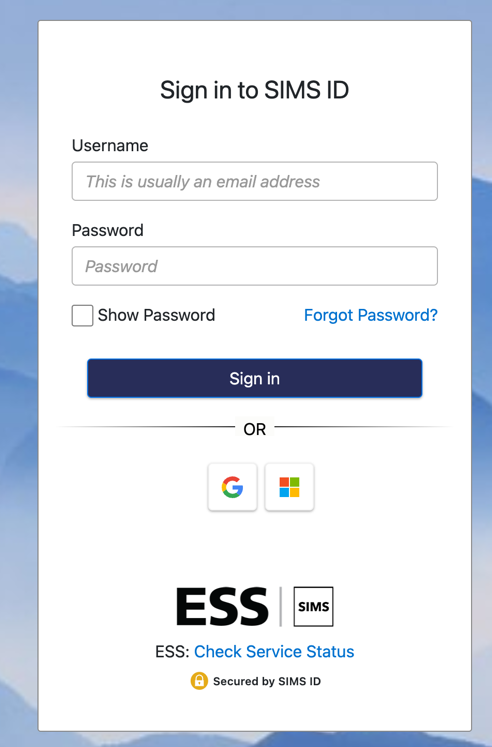 Sign in to SIMS ID
Username
This is usually an email address
Password
Password
Show Password Forgot Password?
Sign in
OR
ESS SIMS
ESS: Check Service Status
Secured by SIMS ID